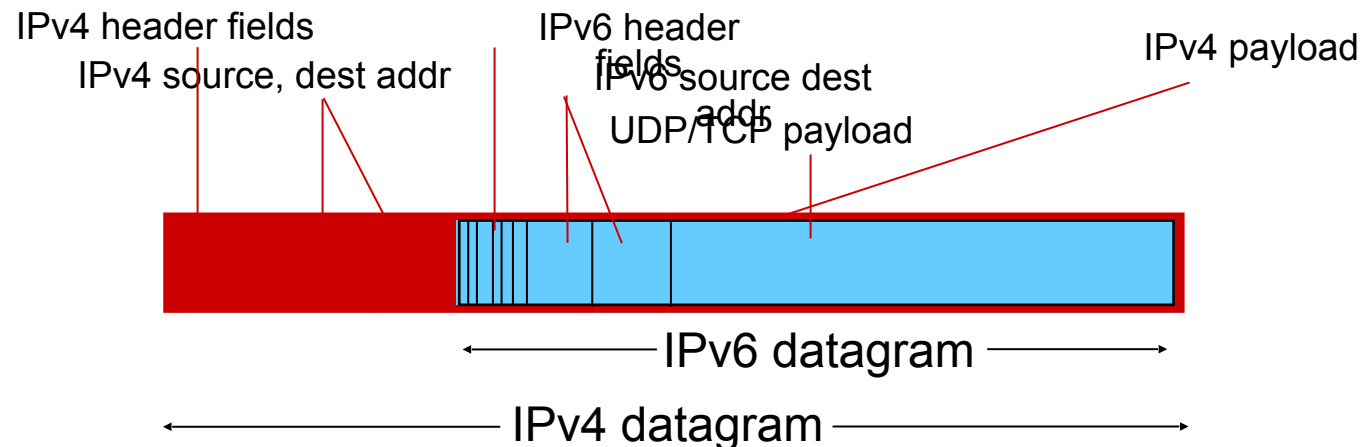 IPv4 header fields
IPv4 source, dest addr
IPv6 header
fields
IPv6 source dest
addr
UDP/TCP payload
IPv4 payload
IPv6 datagram
IPv4 datagram